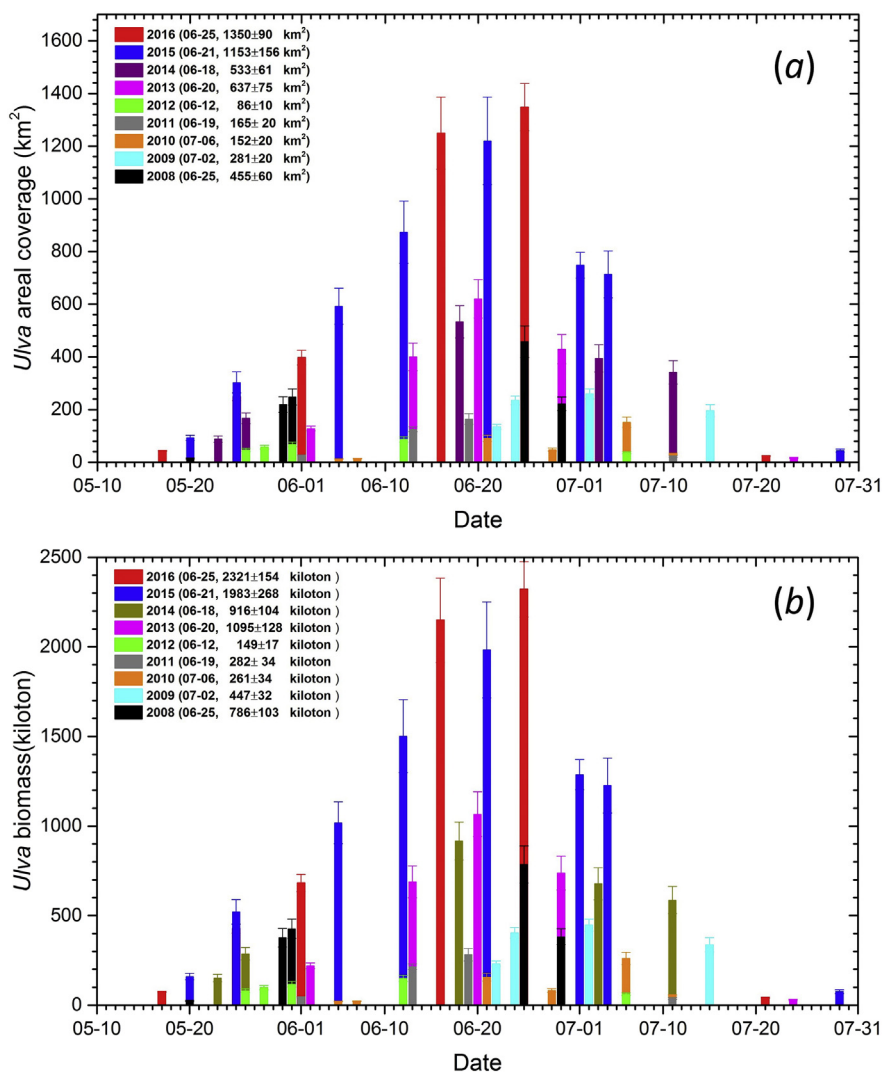 (a)
2016 (06-25, 1350±90 km²)
2015 (06-21, 1153±156 km²)
2014 (06-18, 533±61 km²)
2013 (06-20, 637±75 km²)
2012 (06-12, 86±10 km²)
2011 (06-19, 165± 20 km²)
2010 (07-06, 152±20 km²)
2009 (07-02, 281±20 km²)
2008 (06-25, 455±60 km²)
Ulva areal coverage (km²)
1600
1400
1200
1000
800
600
400
200
0
05-10 05-20 06-01 06-10 06-20 07-01 07-10 07-20 07-31
Date
(b)
2016 (06-25, 2321±154 kiloton )
2015 (06-21, 1983±268 kiloton )
2014 (06-18, 916±104 kiloton )
2013 (06-20, 1095±128 kiloton )
2012 (06-12, 149±17 kiloton )
2011 (06-19, 282± 34 kiloton )
2010 (07-06, 261±34 kiloton )
2009 (07-02, 447±32 kiloton )
2008 (06-25, 786±103 kiloton )
Ulva biomass(kiloton)
2500
2000
1500
1000
500
0
05-10 05-20 06-01 06-10 06-20 07-01 07-10 07-20 07-31
Date